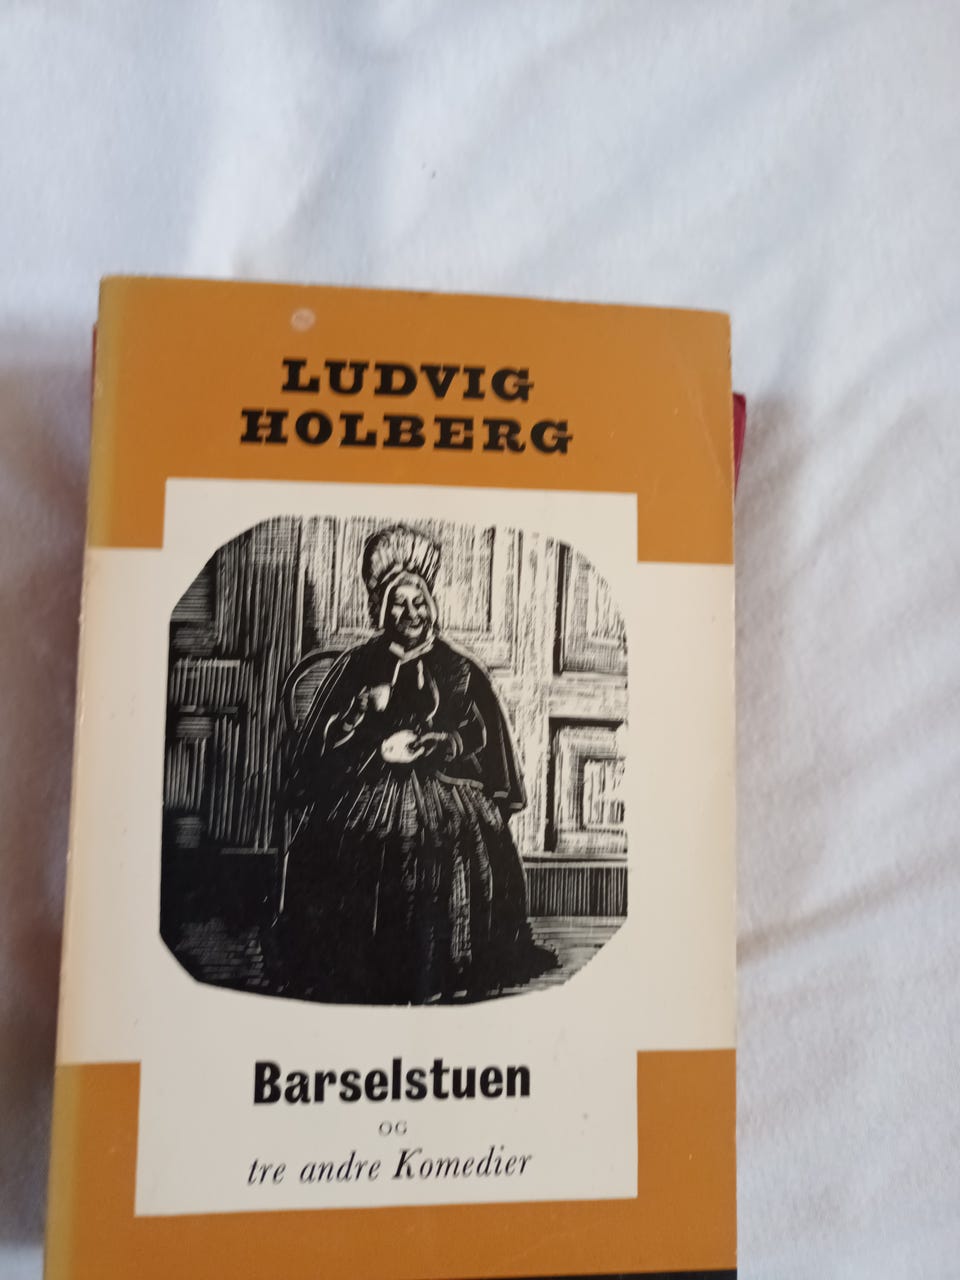 LUDVIG
HOLBERG
Barselstuen
OG
tre andre Komedier